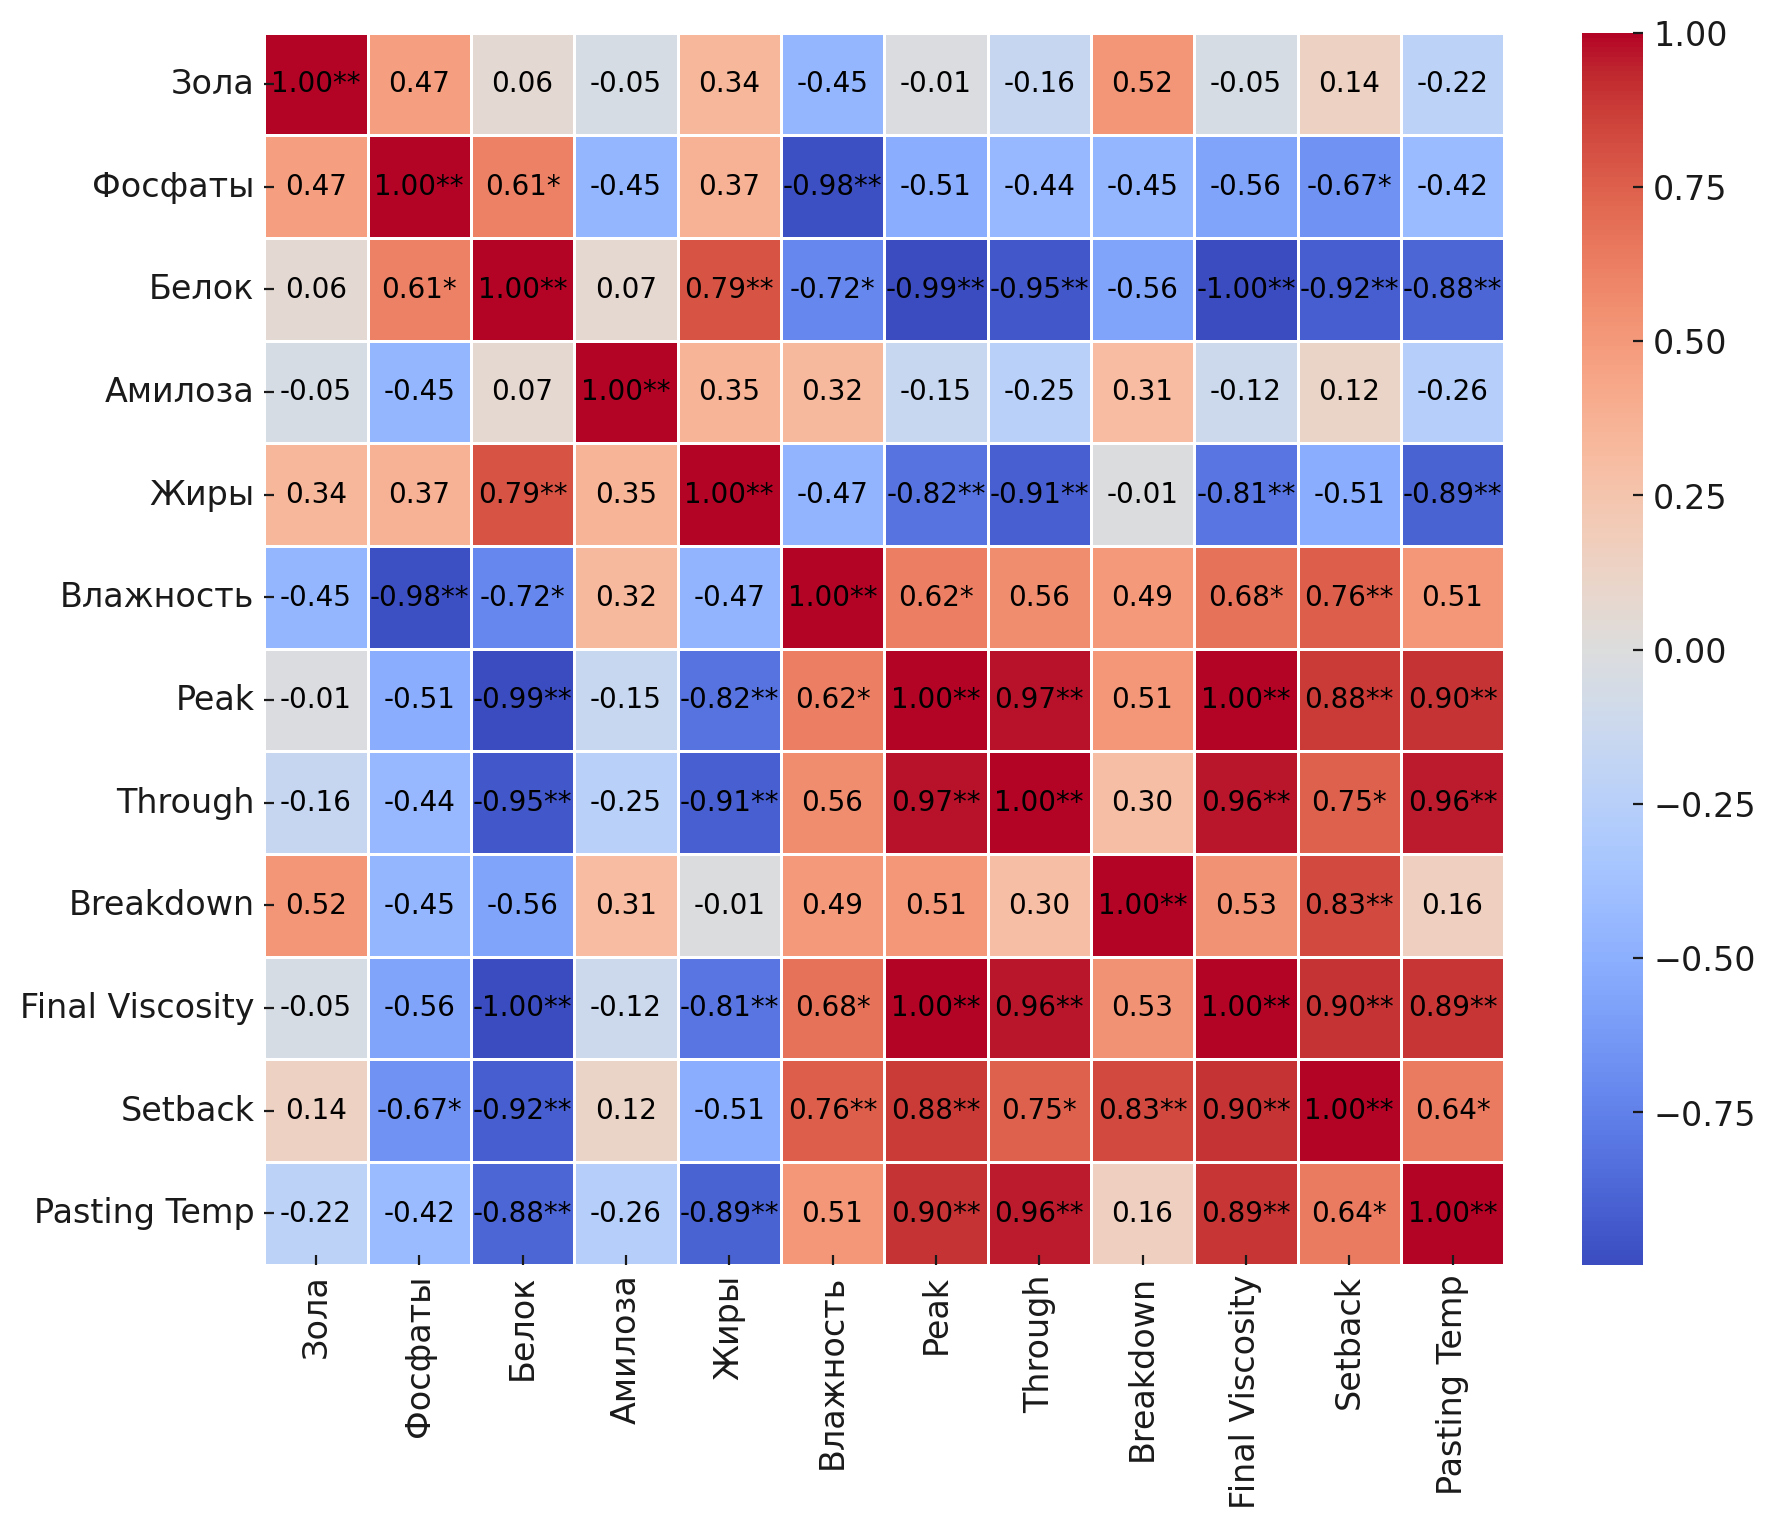 Зола 1.00** 0.47 0.06 -0.05 0.34 -0.45 -0.01 -0.16 0.52 -0.05 0.14 -0.22
Фосфаты 0.47 1.00** 0.61* -0.45 0.37 -0.98** -0.51 -0.44 -0.45 -0.56 -0.67* -0.42
Белок 0.06 0.61* 1.00** 0.07 0.79** -0.72* -0.99** -0.95** -0.56 -1.00** -0.92** -0.88**
Амилоза -0.05 -0.45 0.07 1.00** 0.35 0.32 -0.15 -0.25 0.31 -0.12 0.12 -0.26
Жиры 0.34 0.37 0.79** 0.35 1.00** -0.47 -0.82** -0.91** -0.01 -0.81** -0.51 -0.89**
Влажность -0.45 -0.98** -0.72* 0.32 -0.47 1.00** 0.62* 0.56 0.49 0.68* 0.76** 0.51
Peak -0.01 -0.51 -0.99** -0.15 -0.82** 0.62* 1.00** 0.97** 0.51 1.00** 0.88** 0.90**
Through -0.16 -0.44 -0.95** -0.25 -0.91** 0.56 0.97** 1.00** 0.30 0.96** 0.75* 0.96**
Breakdown 0.52 -0.45 -0.56 0.31 -0.01 0.49 0.51 0.30 1.00** 0.53 0.83** 0.16
Final Viscosity -0.05 -0.56 -1.00** -0.12 -0.81** 0.68* 1.00** 0.96** 0.53 1.00** 0.90** 0.89**
Setback 0.14 -0.67* -0.92** 0.12 -0.51 0.76** 0.88** 0.75* 0.83** 0.90** 1.00** 0.64*
Pasting Temp -0.22 -0.42 -0.88** -0.26 -0.89** 0.51 0.90** 0.96** 0.16 0.89** 0.64* 1.00**
Зола
Фосфаты
Белок
Амилоза
Жиры
Влажность
Peak
Through
Breakdown
Final Viscosity
Setback
Pasting Temp
1.00
0.75
0.50
0.25
0.00
−0.25
−0.50
−0.75